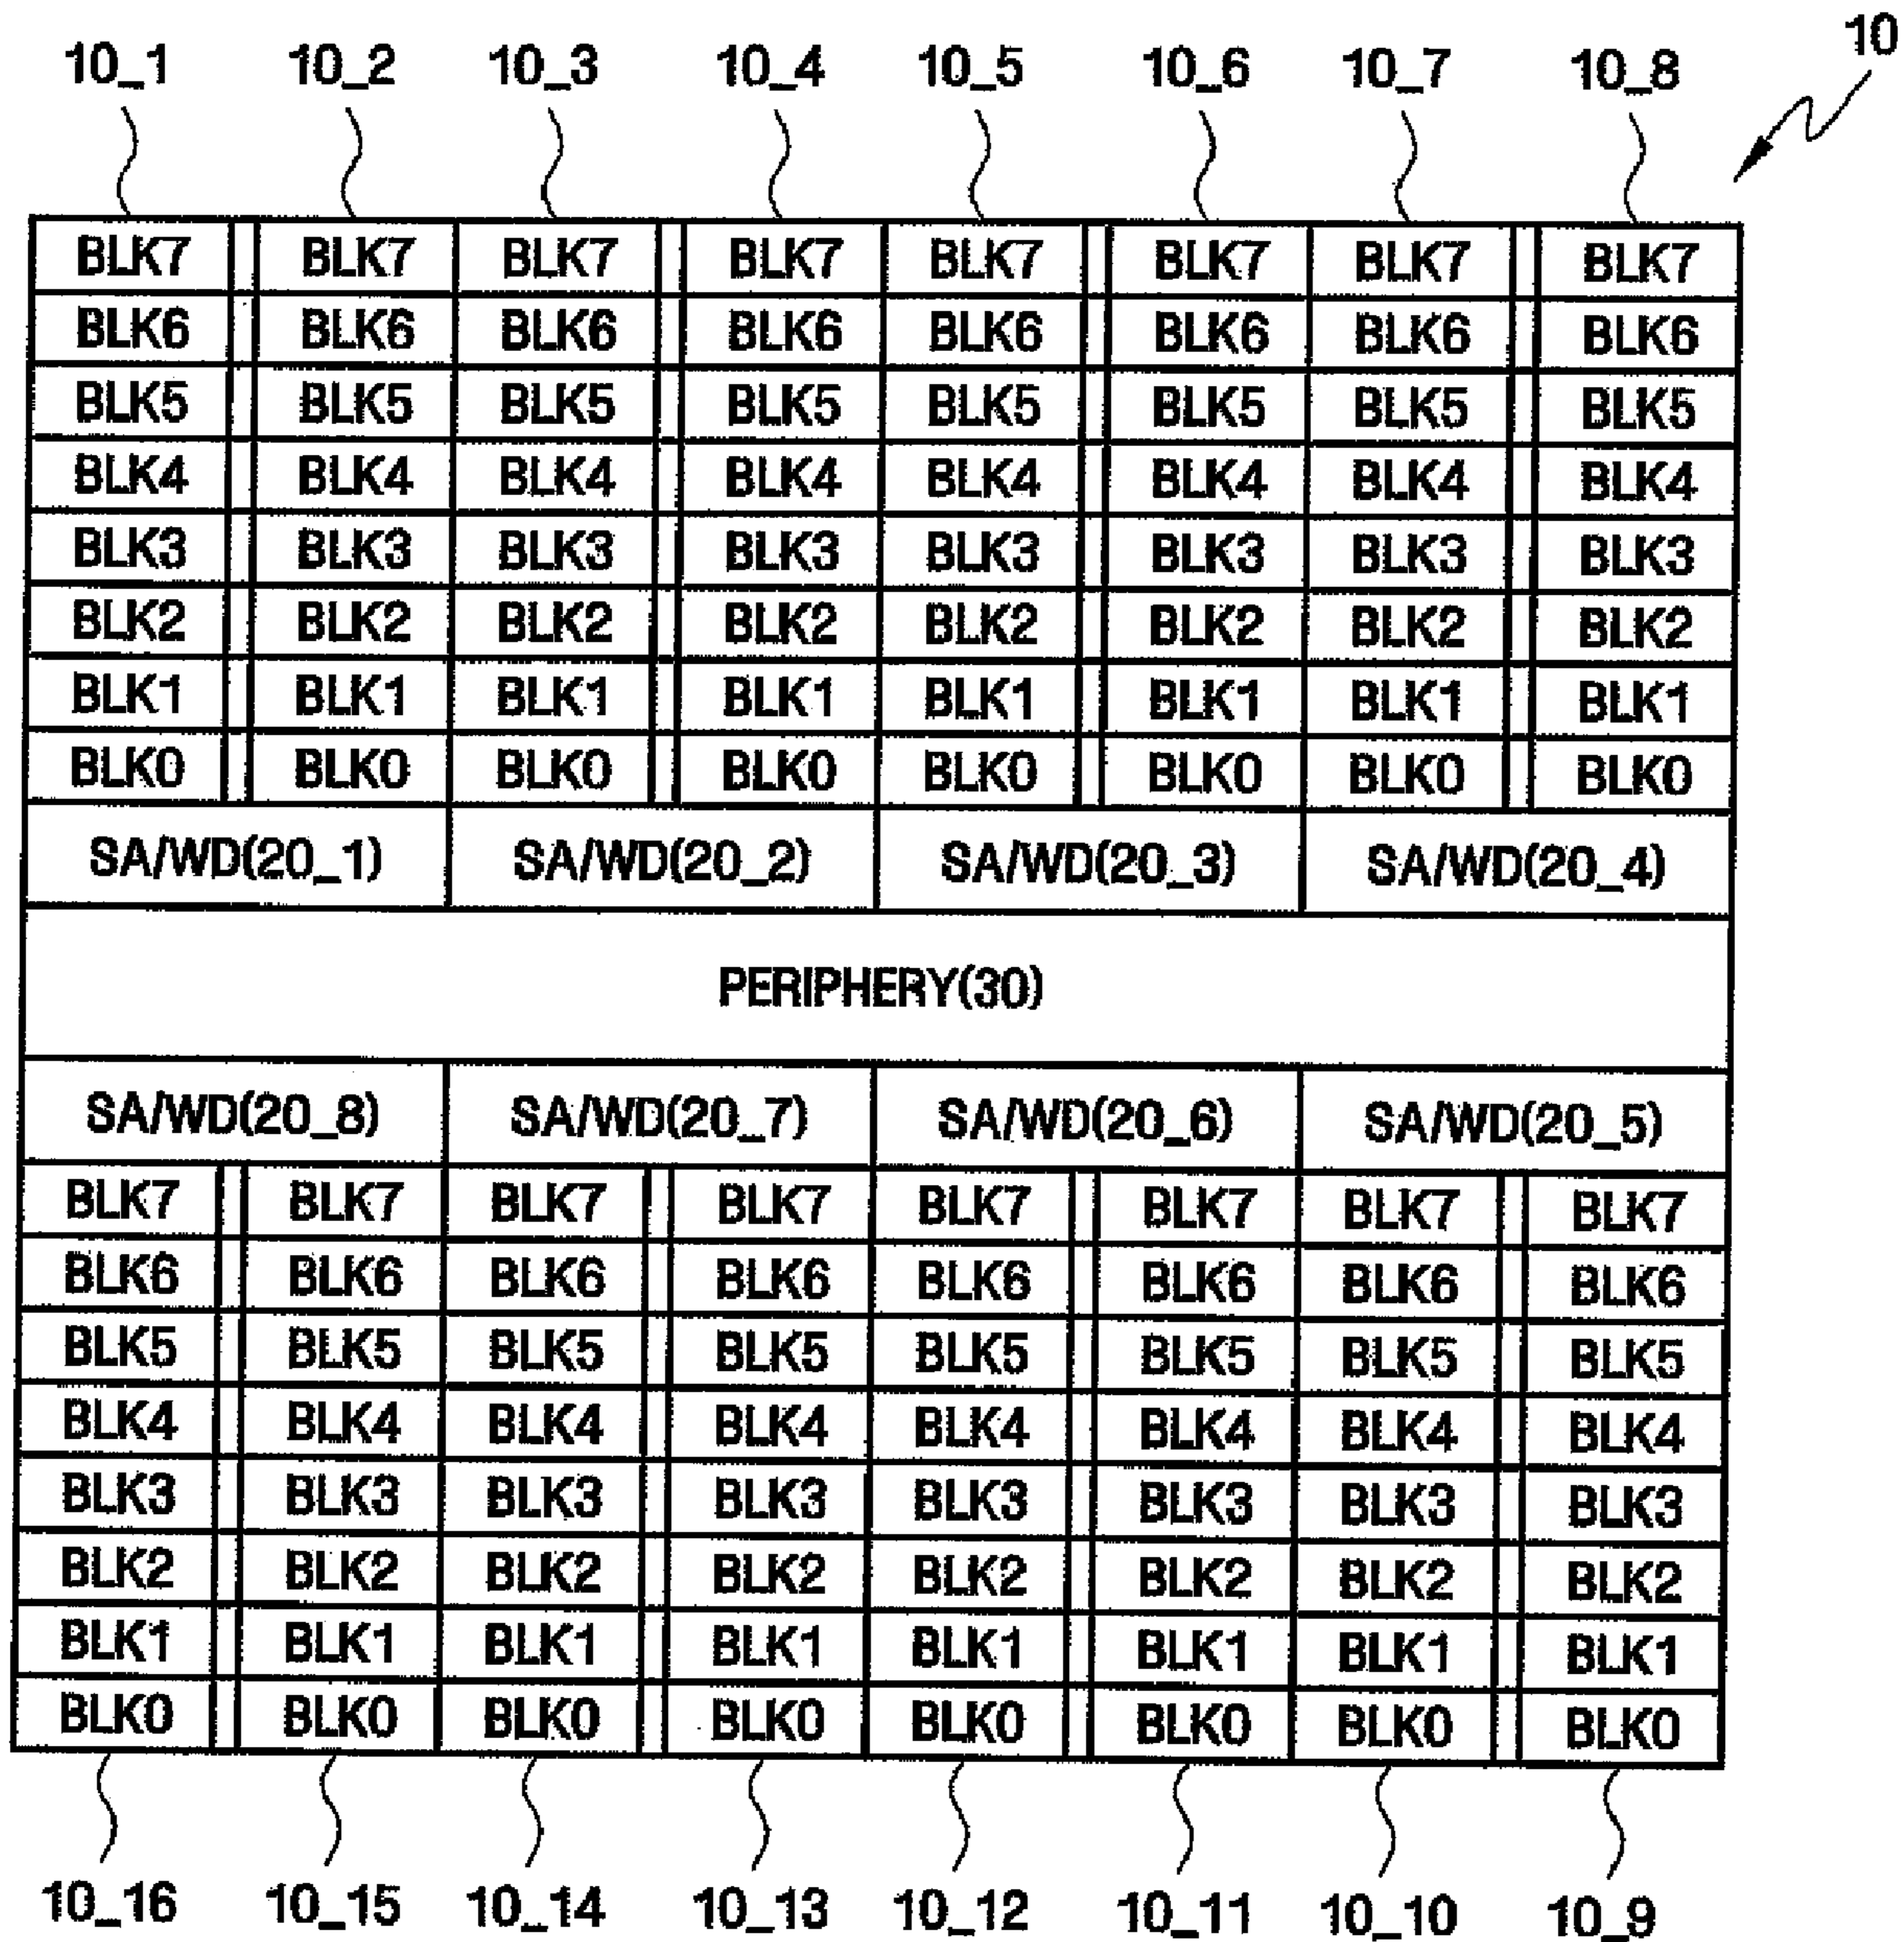 10
10_1 10_2 10_3 10_4 10_5 10_6 10_7 10_8
BLK7 BLK7 BLK7 BLK7 BLK7 BLK7 BLK7 BLK7
BLK6 BLK6 BLK6 BLK6 BLK6 BLK6 BLK6 BLK6
BLK5 BLK5 BLK5 BLK5 BLK5 BLK5 BLK5 BLK5
BLK4 BLK4 BLK4 BLK4 BLK4 BLK4 BLK4 BLK4
BLK3 BLK3 BLK3 BLK3 BLK3 BLK3 BLK3 BLK3
BLK2 BLK2 BLK2 BLK2 BLK2 BLK2 BLK2 BLK2
BLK1 BLK1 BLK1 BLK1 BLK1 BLK1 BLK1 BLK1
BLK0 BLK0 BLK0 BLK0 BLK0 BLK0 BLK0 BLK0
SA/WD(20_1) SA/WD(20_2) SA/WD(20_3) SA/WD(20_4)
PERIPHERY(30)
SA/WD(20_8) SA/WD(20_7) SA/WD(20_6) SA/WD(20_5)
BLK7 BLK7 BLK7 BLK7 BLK7 BLK7 BLK7 BLK7
BLK6 BLK6 BLK6 BLK6 BLK6 BLK6 BLK6 BLK6
BLK5 BLK5 BLK5 BLK5 BLK5 BLK5 BLK5 BLK5
BLK4 BLK4 BLK4 BLK4 BLK4 BLK4 BLK4 BLK4
BLK3 BLK3 BLK3 BLK3 BLK3 BLK3 BLK3 BLK3
BLK2 BLK2 BLK2 BLK2 BLK2 BLK2 BLK2 BLK2
BLK1 BLK1 BLK1 BLK1 BLK1 BLK1 BLK1 BLK1
BLK0 BLK0 BLK0 BLK0 BLK0 BLK0 BLK0 BLK0
10_16 10_15 10_14 10_13 10_12 10_11 10_10 10_9